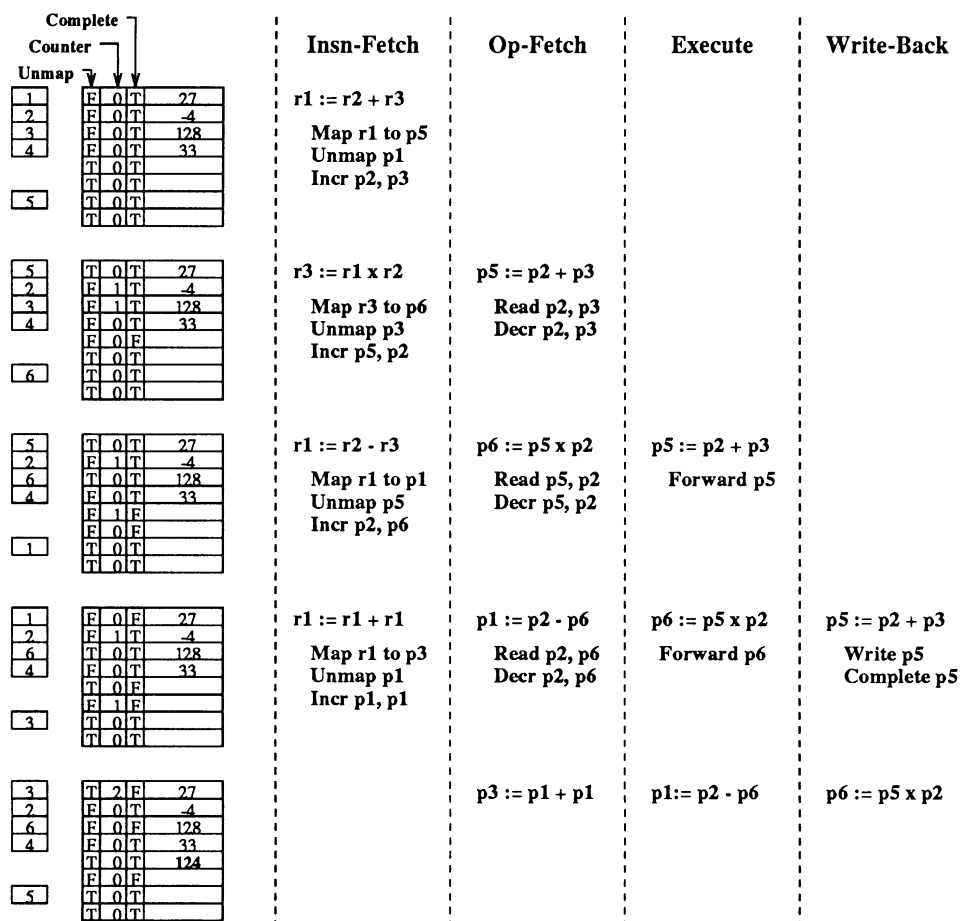 Complete
Counter
Unmap
Insn-Fetch Op-Fetch Execute Write-Back
1 F 0 T 27
2 F 0 T -4
3 F 0 T 128
4 F 0 T 33
T 0 T
T 0 T
5 T 0 T
T 0 T
r1 := r2 + r3
Map r1 to p5
Unmap p1
Incr p2, p3
5 T 0 T 27
2 F 1 T -4
3 F 1 T 128
4 F 0 T 33
F 0 F
T 0 T
6 T 0 T
T 0 T
r3 := r1 x r2
Map r3 to p6
Unmap p3
Incr p5, p2
p5 := p2 + p3
Read p2, p3
Decr p2, p3
5 T 0 T 27
2 F 1 T -4
6 T 0 T 128
4 F 0 T 33
F 1 F
F 0 F
1 T 0 T
T 0 T
r1 := r2 - r3
Map r1 to p1
Unmap p5
Incr p2, p6
p6 := p5 x p2
Read p5, p2
Decr p5, p2
p5 := p2 + p3
Forward p5
1 F 0 F 27
2 F 1 T -4
6 T 0 T 128
4 F 0 T 33
T 0 F
F 1 F
3 T 0 T
T 0 T
r1 := r1 + r1
Map r1 to p3
Unmap p1
Incr p1, p1
p1 := p2 - p6
Read p2, p6
Decr p2, p6
p6 := p5 x p2
Forward p6
p5 := p2 + p3
Write p5
Complete p5
3 T 2 F 27
2 F 0 T -4
6 F 0 F 128
4 F 0 T 33
T 0 T 124
F 0 F
5 T 0 T
T 0 T
p3 := p1 + p1
p1:= p2 - p6
p6 := p5 x p2